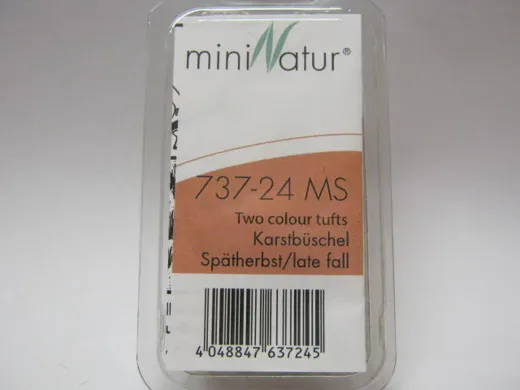 miniNatur®
737-24 MS
Two colour tufts
Karstbüschel
Spätherbst/late fall
4 048847 637245